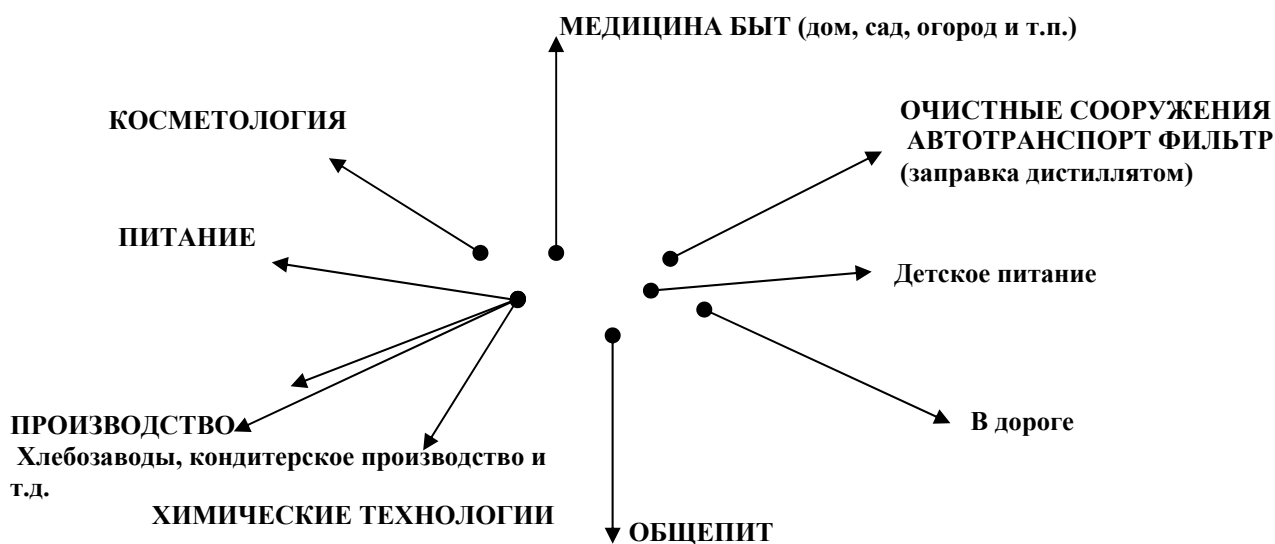 МЕДИЦИНА БЫТ (дом, сад, огород и т.п.)
КОСМЕТОЛОГИЯ
ОЧИСТНЫЕ СООРУЖЕНИЯ
АВТОТРАНСПОРТ ФИЛЬТР
(заправка дистиллятом)
ПИТАНИЕ
Детское питание
ПРОИЗВОДСТВО
Хлебозаводы, кондитерское производство и
т.д.
В дороге
ХИМИЧЕСКИЕ ТЕХНОЛОГИИ
ОБЩЕПИТ